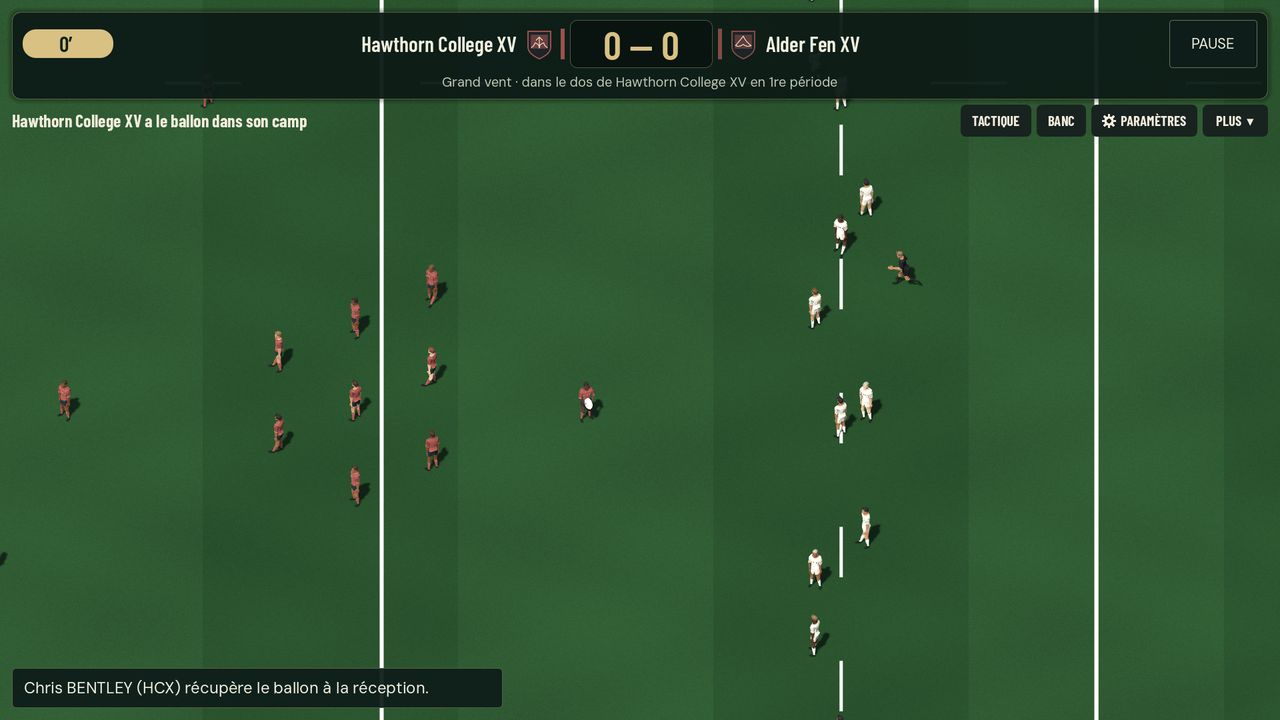 0′
Hawthorn College XV
0 – 0
Alder Fen XV
PAUSE
Grand vent · dans le dos de Hawthorn College XV en 1re période
Hawthorn College XV a le ballon dans son camp
TACTIQUE
BANC
PARAMÈTRES
PLUS ▼
Chris BENTLEY (HCX) récupère le ballon à la réception.